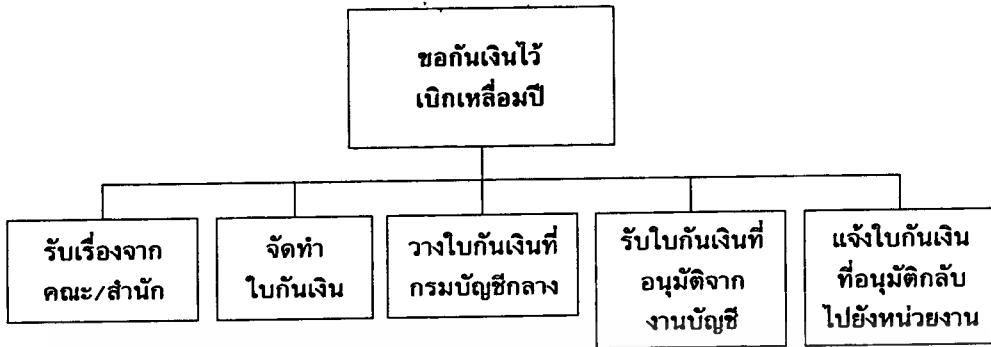 ขอกันเงินไว้
เบิกเหลื่อมปี
รับเรื่องจาก
คณะ/สำนัก
จัดทำ
ใบกันเงิน
วางใบกันเงินที่
กรมบัญชีกลาง
รับใบกันเงินที่
อนุมัติจาก
งานบัญชี
แจ้งใบกันเงิน
ที่อนุมัติกลับ
ไปยังหน่วยงาน